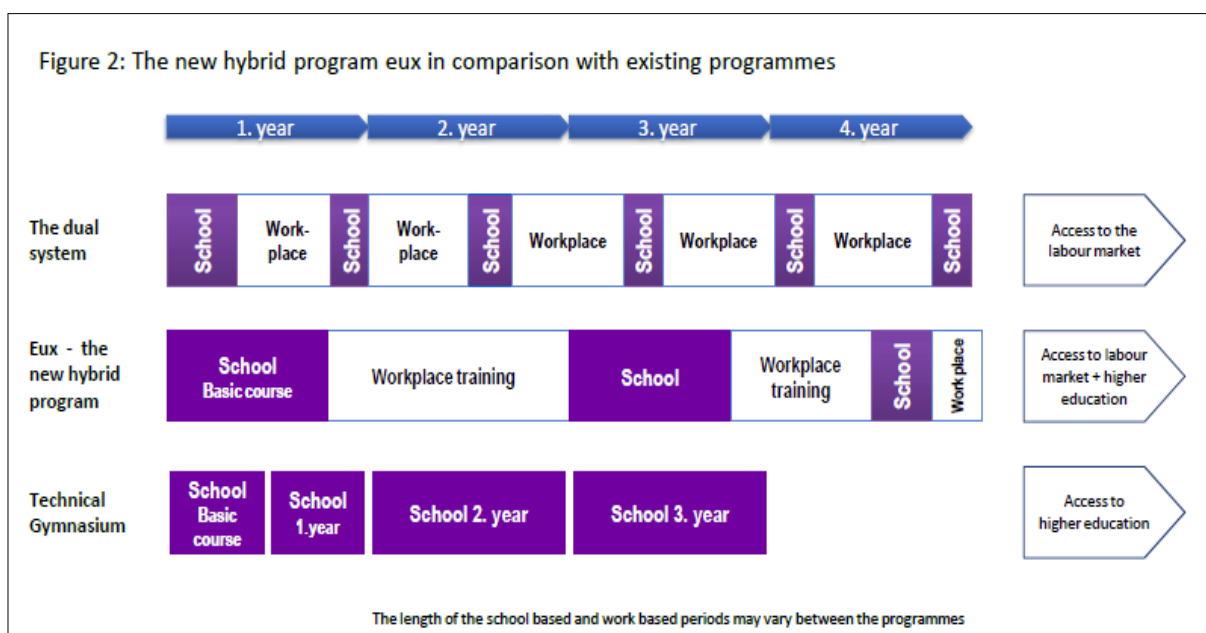 Figure 2: The new hybrid program eux in comparison with existing programmes
1. year
2. year
3. year
4. year
The dual
system
School
Work-
place
School
Work-
place
School
Workplace
School
Workplace
School
Workplace
School
Access to the
labour market
Eux - the
new hybrid
program
School
Basic course
Workplace training
School
Workplace
training
School
Workplace
Access to labour
market + higher
education
Technical
Gymnasium
School
Basic
course
School
1.year
School 2. year
School 3. year
Access to
higher education
The length of the school based and work based periods may vary between the programmes